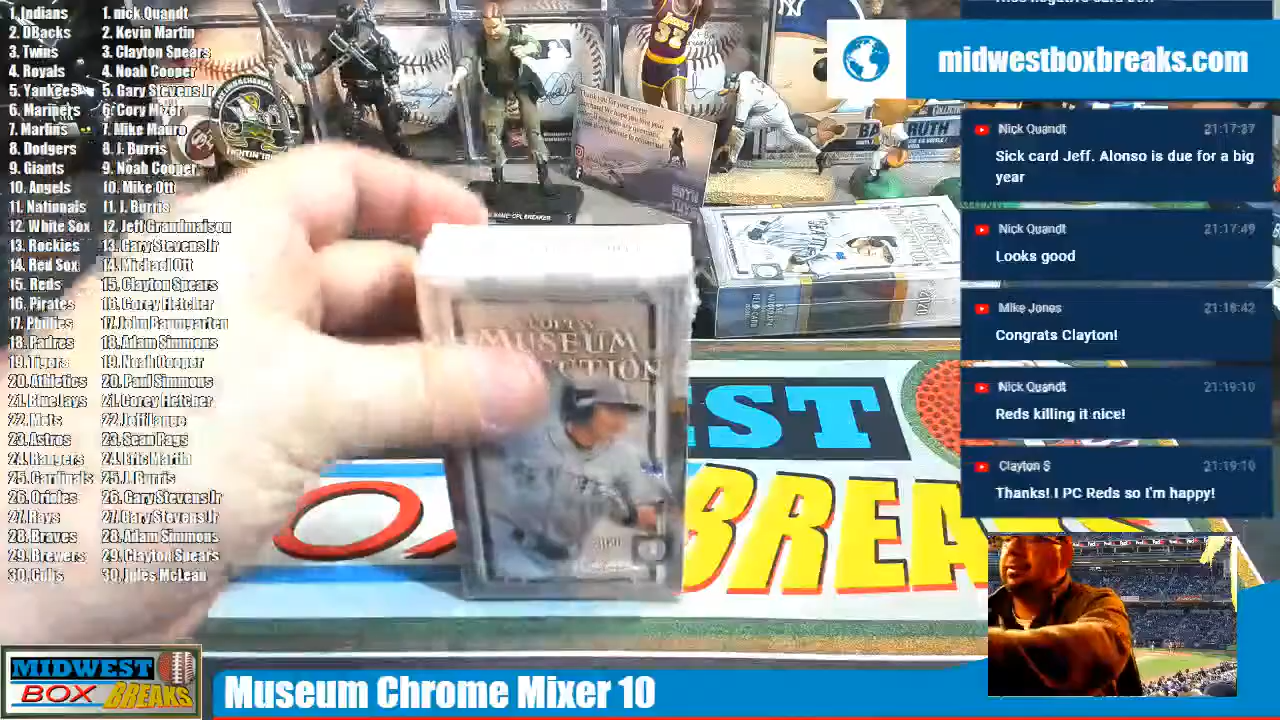 1. Indians 1. nick Quandt
2. DBacks 2. Kevin Martin
3. Twins 3. Clayton Spears
4. Royals 4. Noah Cooper
5. Yankees 5. Gary Stevens Jr
6. Mariners 6. Cory Mizer
7. Marlins 7. Mike Mauro
8. Dodgers 8. J. Burris
9. Giants 9. Noah Cooper
10. Angels 10. Mike Ott
11. Nationals 11. J. Burris
12. White Sox 12. Jeff Grandmaison
13. Rockies 13. Gary Stevens Jr
14. Red Sox 14. Michael Ott
15. Reds 15. Clayton Spears
16. Pirates 16. Corey Hetcher
17. Phillies 17. John Baumgarten
18. Padres 18. Adam Simmons
19. Tigers 19. Noah Cooper
20. Athletics 20. Paul Simmons
21. Blue Jays 21. Corey Hetcher
22. Mets 22. Jeff Lange
23. Astros 23. Sean Pags
24. Rangers 24. Eric Martin
25. Cardinals 25. J. Burris
26. Orioles 26. Gary Stevens Jr
27. Rays 27. Gary Stevens Jr
28. Braves 28. Adam Simmons
29. Brewers 29. Clayton Spears
30. Cubs 30. Jules McLean
midwestboxbreaks.com
Nick Quandt 21:17:37
Sick card Jeff. Alonso is due for a big
year
Nick Quandt 21:17:49
Looks good
Mike Jones 21:18:42
Congrats Clayton!
Nick Quandt 21:19:10
Reds killing it nice!
Clayton S 21:19:10
Thanks! I PC Reds so I'm happy!
TOPPS
MUSEUM
2020
RUTH
EST
BREA
MIDWEST
BOX
BREAKS
Museum Chrome Mixer 10